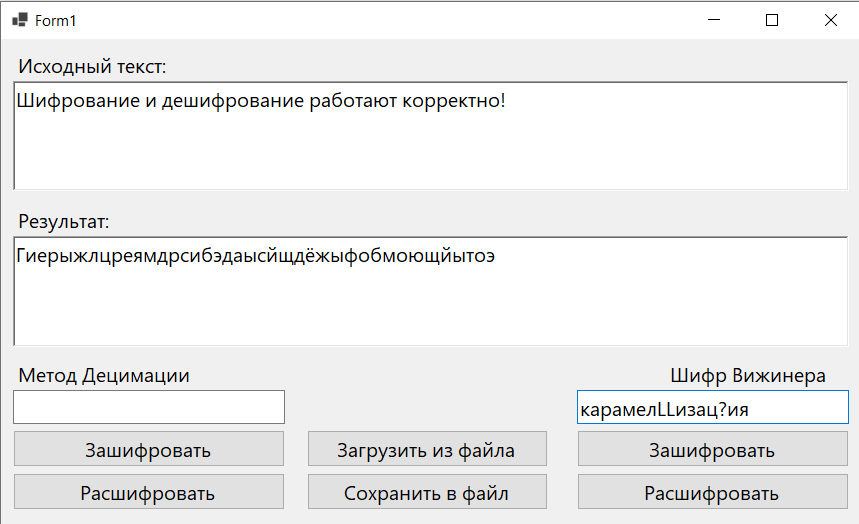 Form1
Исходный текст:
Шифрование и дешифрование работают корректно!
Результат:
Гиерыжлцреямдрсибэдаысйщдёжыфобмоющйытоэ
Метод Децимации Шифр Вижинера
карамелLLизац?ия
Зашифровать Загрузить из файла Зашифровать
Расшифровать Сохранить в файл Расшифровать